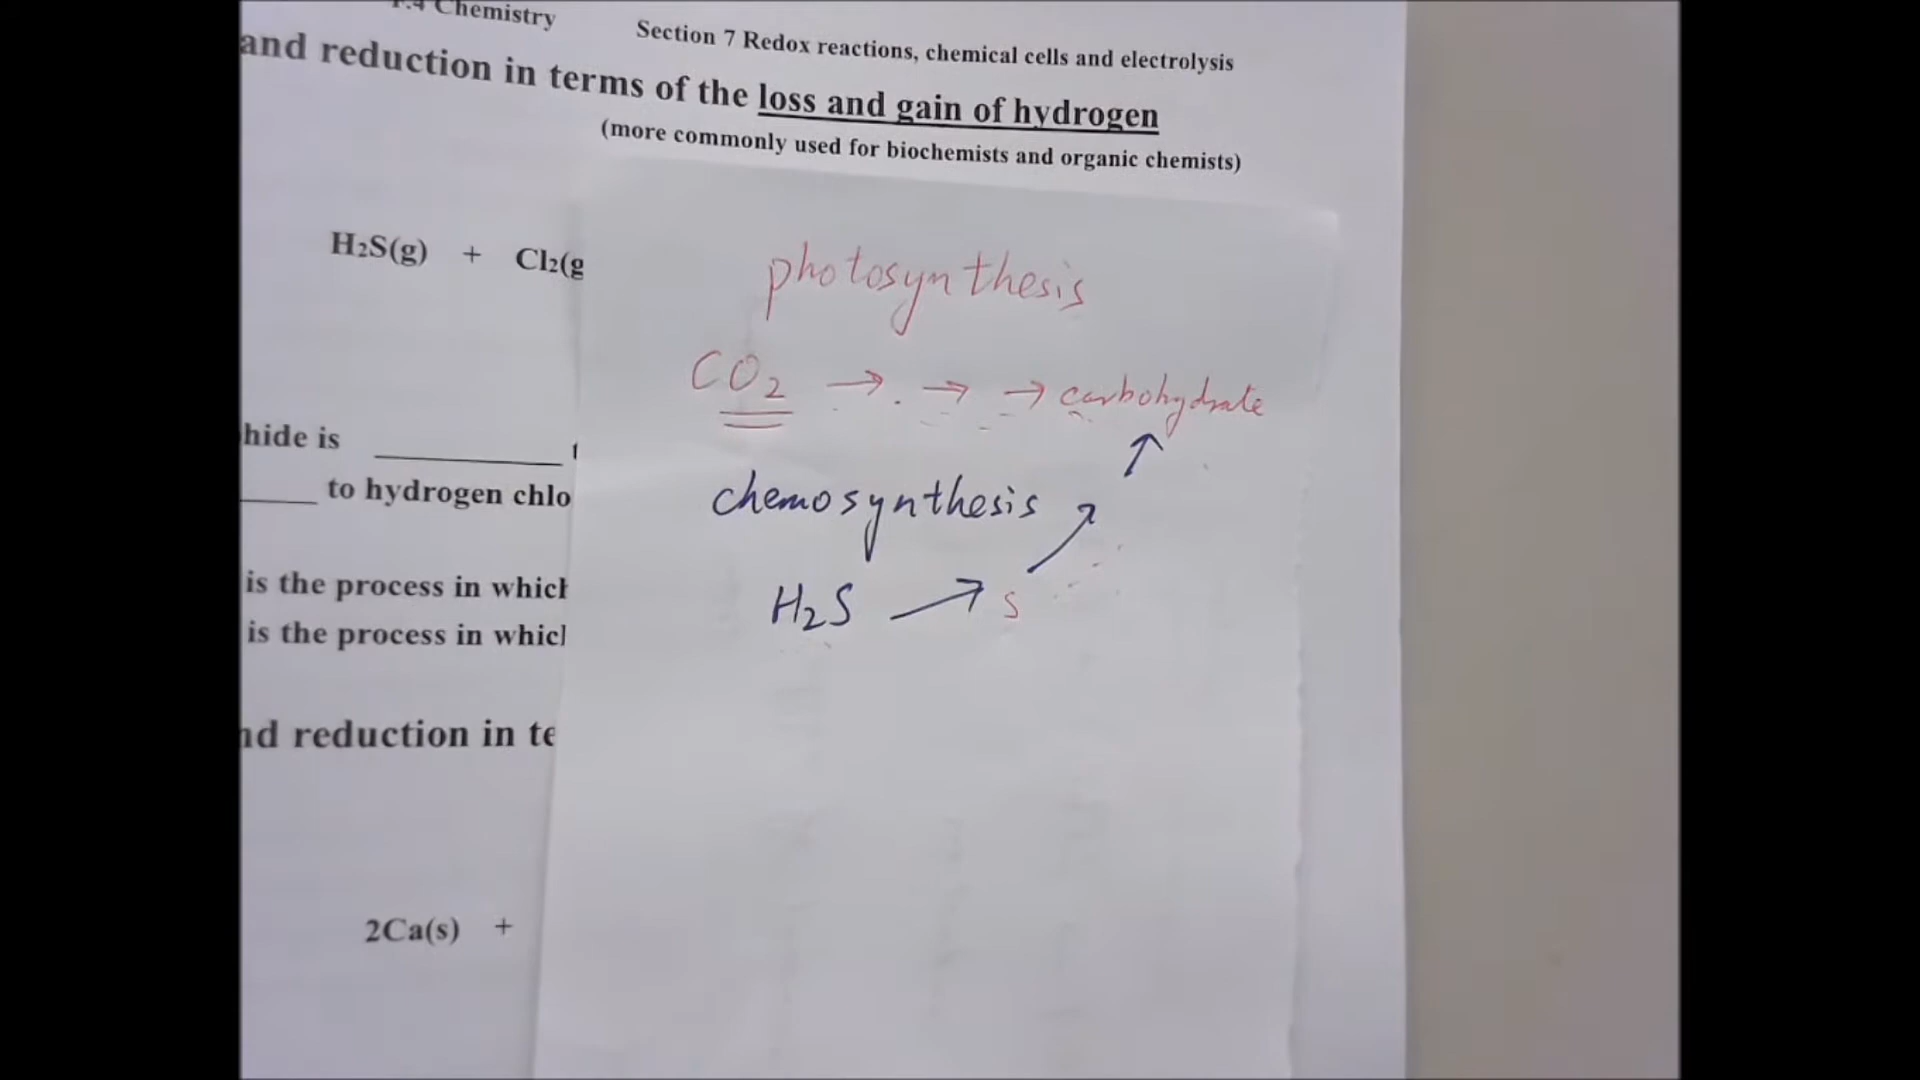 Chemistry
Section 7 Redox reactions, chemical cells and electrolysis
and reduction in terms of the loss and gain of hydrogen
(more commonly used for biochemists and organic chemists)
H₂S(g) + Cl₂(g
photosynthesis
CO₂ → → → carbohydrate
hide is
to hydrogen chlo
chemosynthesis
H₂S → S
is the process in which
is the process in which
nd reduction in te
2Ca(s) +